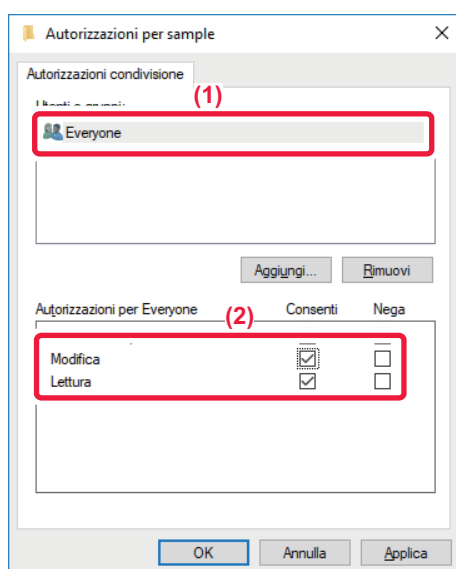 Autorizzazioni per sample
Autorizzazioni condivisione
(1)
Everyone
Aggiungi... Rimuovi
Autorizzazioni per Everyone Consenti Nega
(2)
Modifica
Lettura
OK Annulla Applica